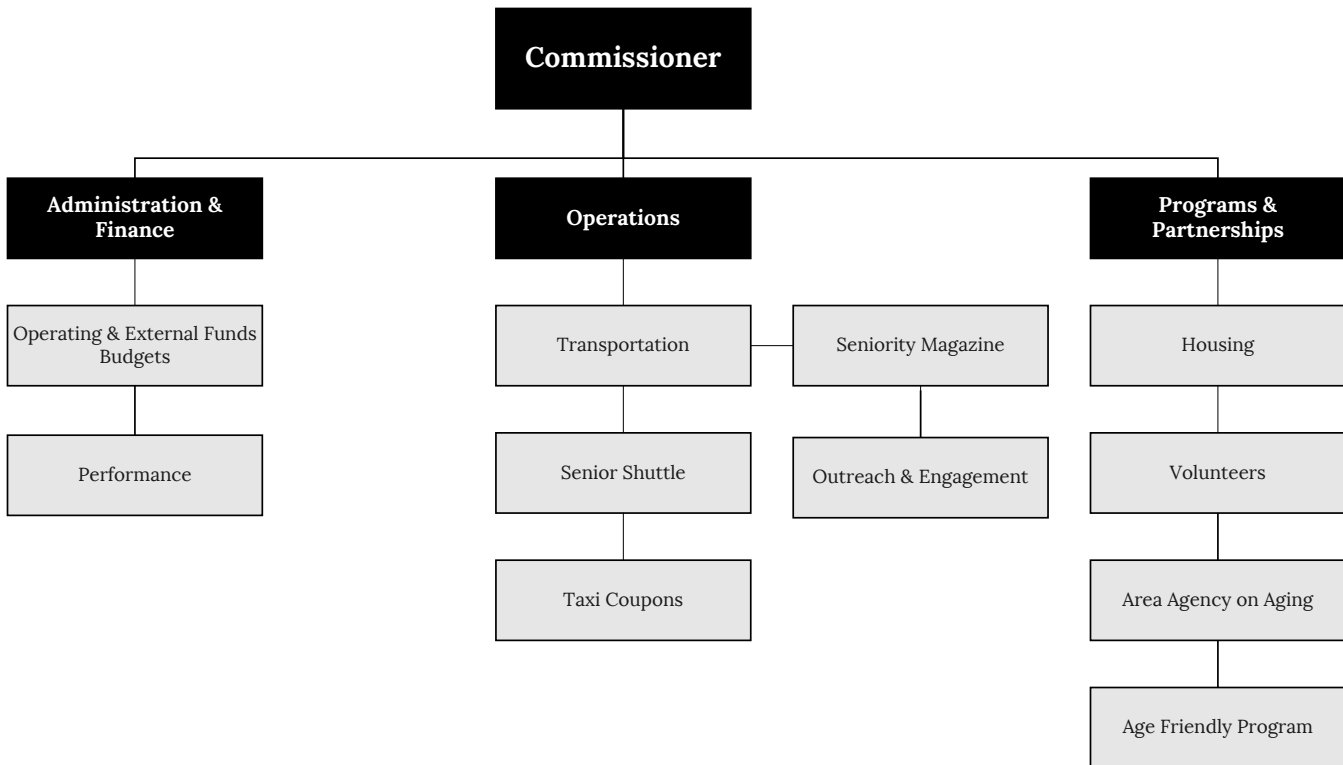 Commissioner
Administration &
Finance
Operations
Programs &
Partnerships
Operating & External Funds
Budgets
Transportation
Seniority Magazine
Housing
Performance
Senior Shuttle
Outreach & Engagement
Volunteers
Taxi Coupons
Area Agency on Aging
Age Friendly Program